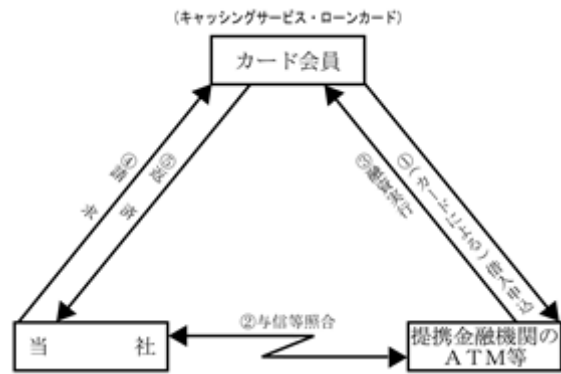 (キャッシングサービス・ローンカード)
カード会員
④請求
⑤返済
③融資実行
①(カードによる)借入申込
②与信等照合
当社
提携金融機関の
ATM等